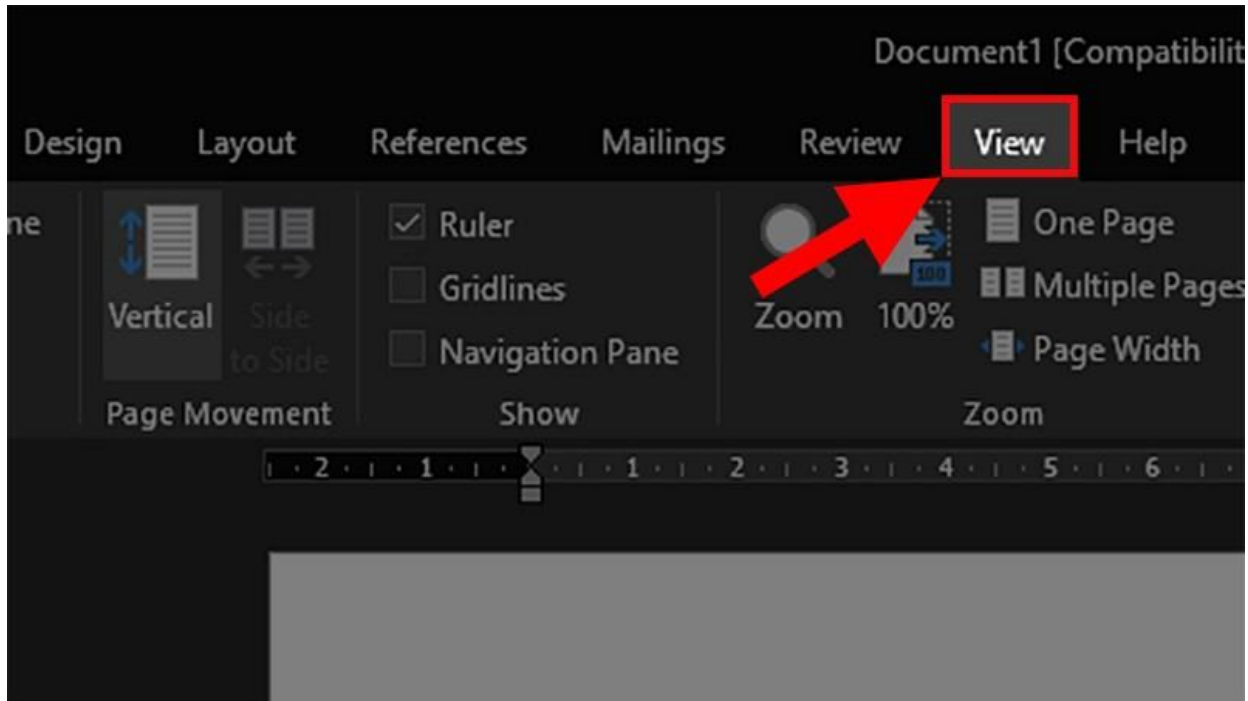 Document1 [Compatibilit
Design Layout References Mailings Review View Help
ne
Vertical
Side
to Side
Page Movement
Ruler
Gridlines
Navigation Pane
Show
Zoom
100
100%
One Page
Multiple Pages
Page Width
Zoom
2 1 1 2 3 4 5 6